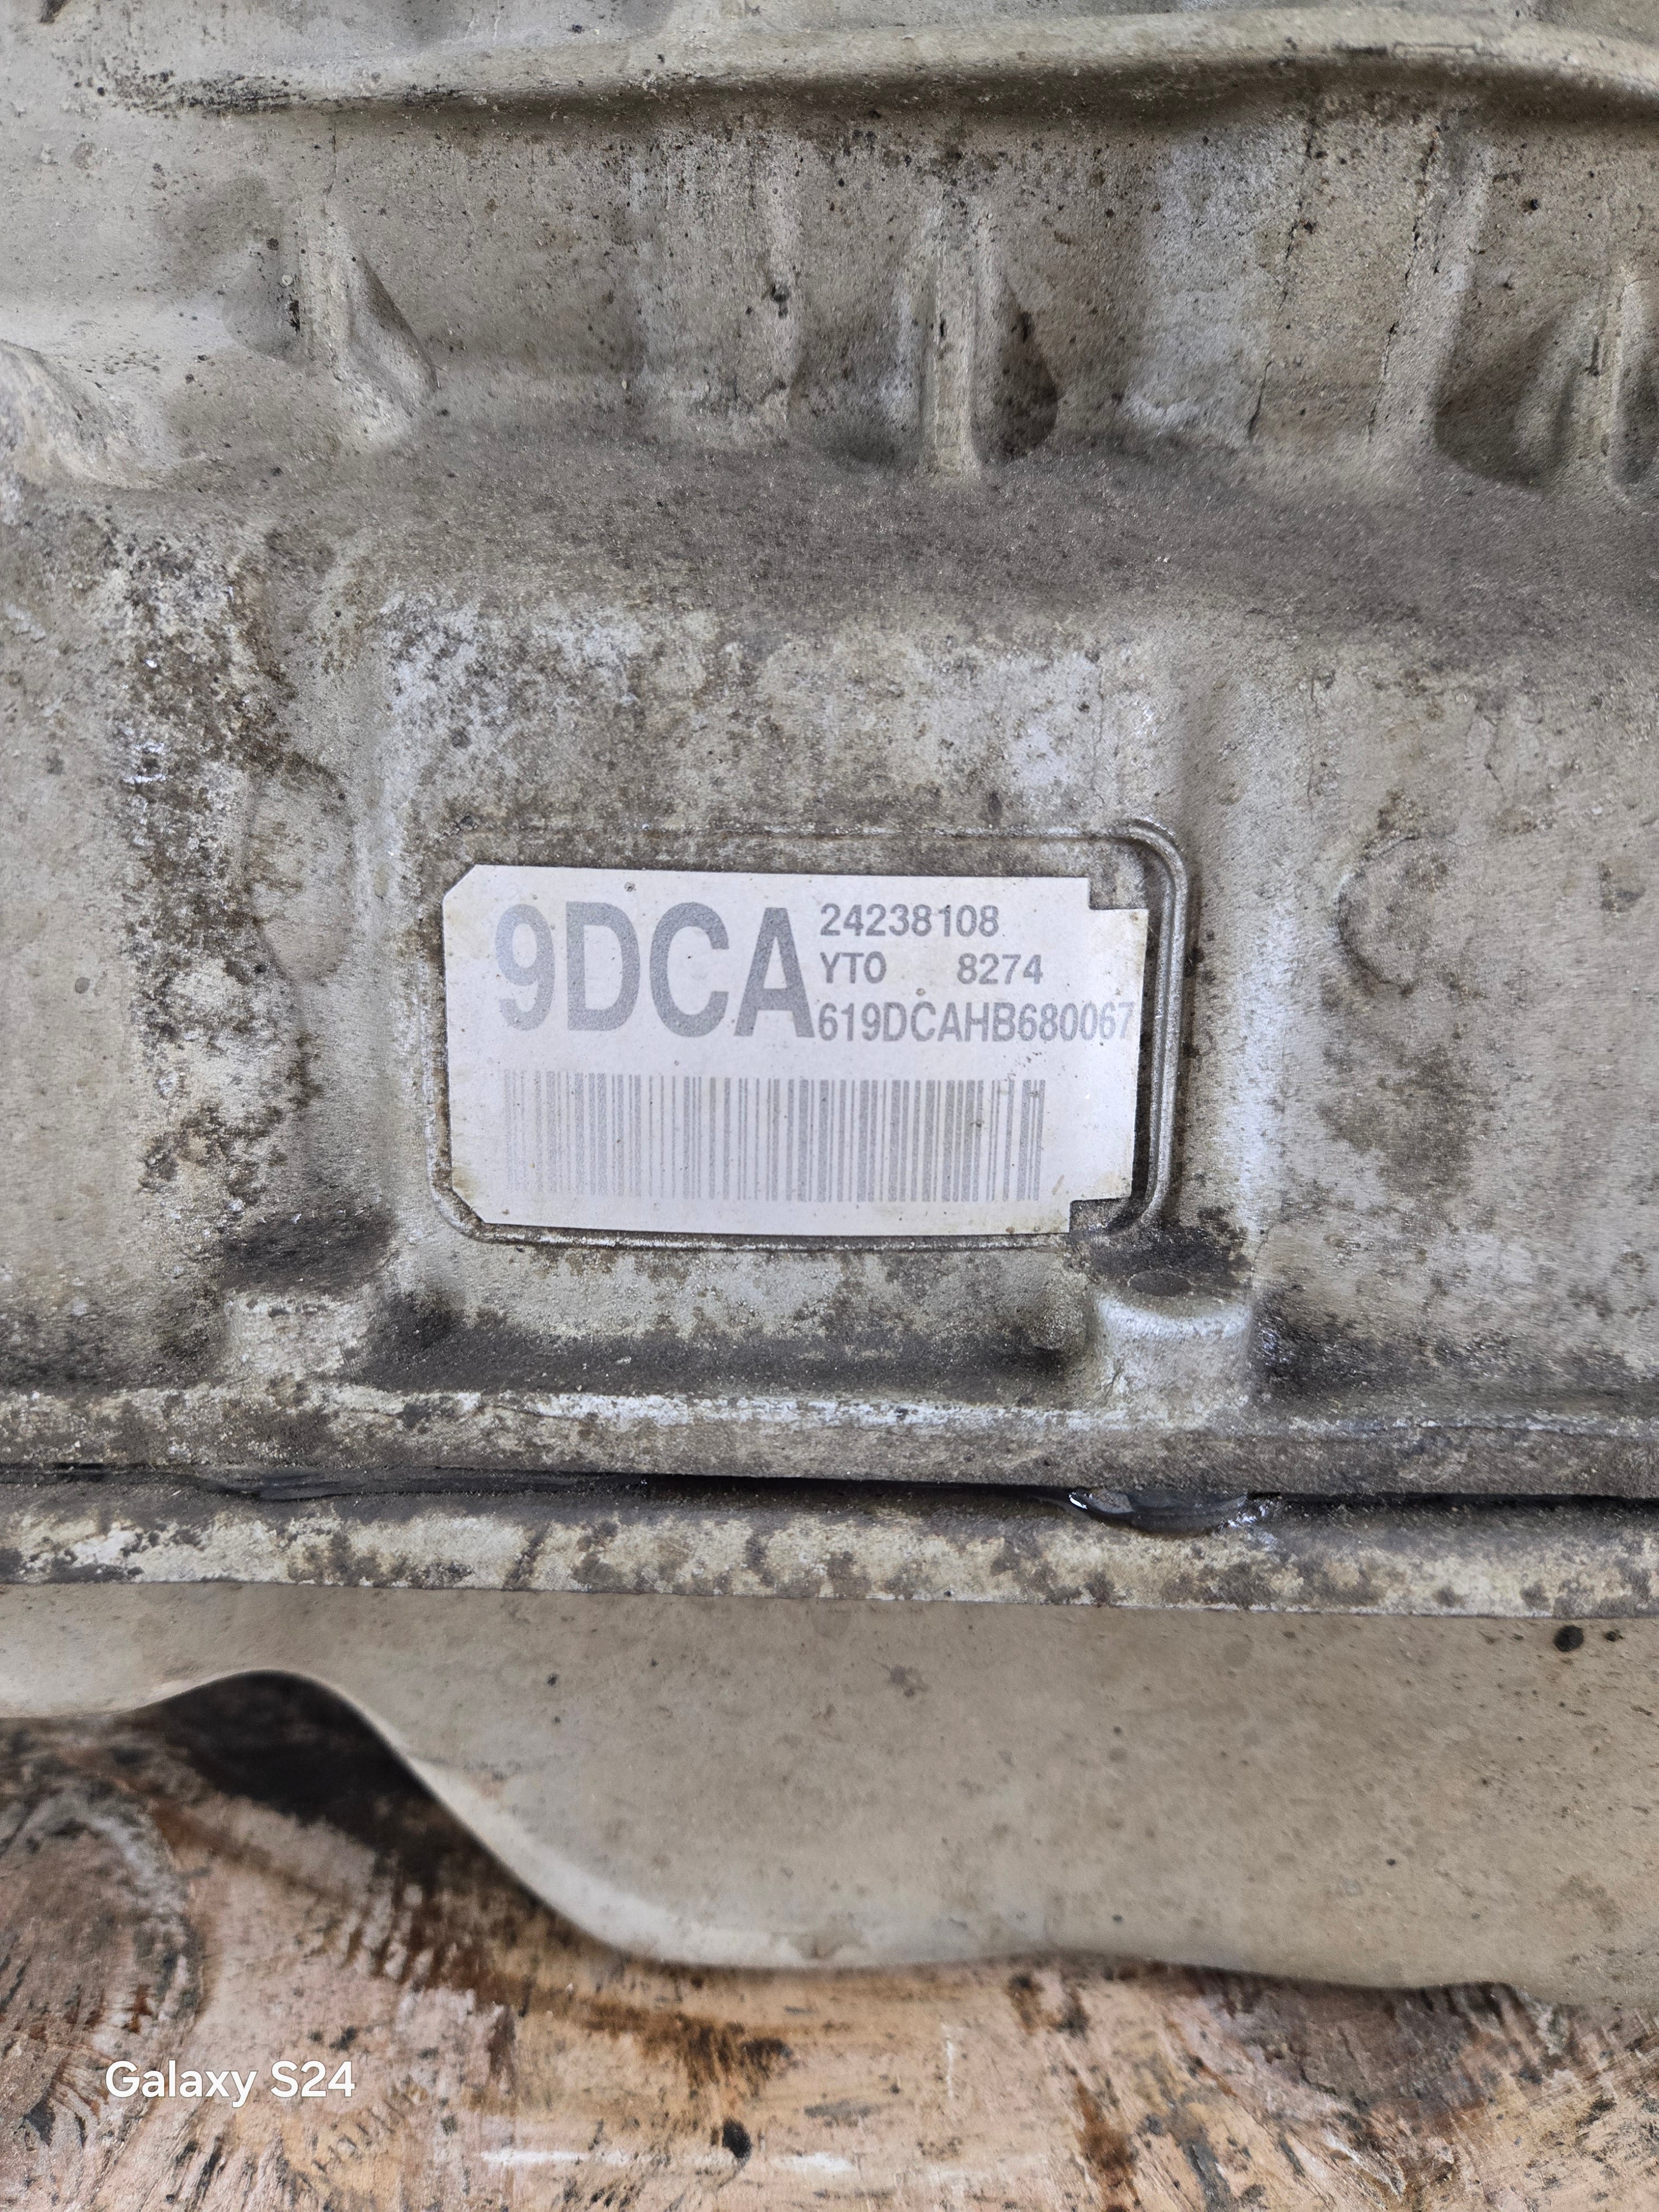 9DCA
24238108
YTO 8274
619DCAHB680067
Galaxy S24